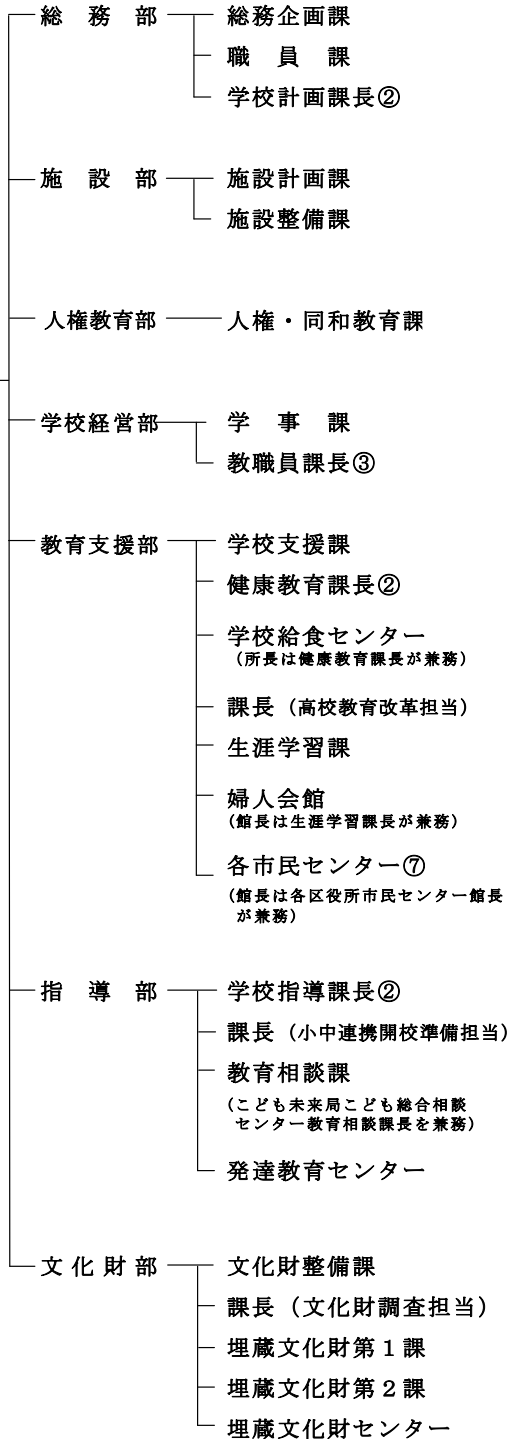 総務部 総務企画課
職員課
学校計画課長②
施設部 施設計画課
施設整備課
人権教育部 人権・同和教育課
学校経営部 学事課
教職員課長③
教育支援部 学校支援課
健康教育課長②
学校給食センター
(所長は健康教育課長が兼務)
課長（高校教育改革担当）
生涯学習課
婦人会館
(館長は生涯学習課長が兼務)
各市民センター⑦
(館長は各区役所市民センター館長
が兼務)
指導部 学校指導課長②
課長（小中連携開校準備担当）
教育相談課
(こども未来局こども総合相談
センター教育相談課長を兼務)
発達教育センター
文化財部 文化財整備課
課長（文化財調査担当）
埋蔵文化財第１課
埋蔵文化財第２課
埋蔵文化財センター